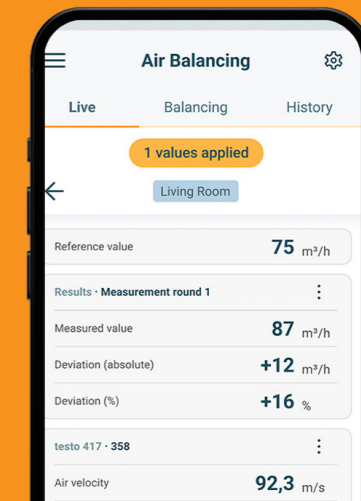 Air Balancing
Live Balancing History
1 values applied
Living Room
Reference value 75 m³/h
Results · Measurement round 1
Measured value 87 m³/h
Deviation (absolute) +12 m³/h
Deviation (%) +16 %
testo 417 · 358
Air velocity 92,3 m/s